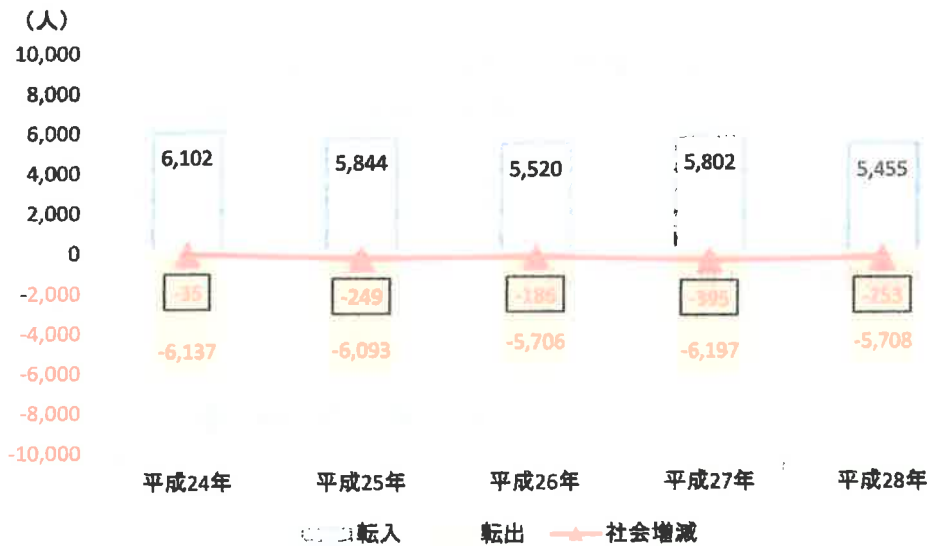 （人）
10,000
8,000
6,000
4,000
2,000
0
-2,000
-4,000
-6,000
-8,000
-10,000
6,102
5,844
5,520
5,802
5,455
-35
-249
-186
-395
-253
-6,137
-6,093
-5,706
-6,197
-5,708
平成24年
平成25年
平成26年
平成27年
平成28年
転入
転出
社会増減